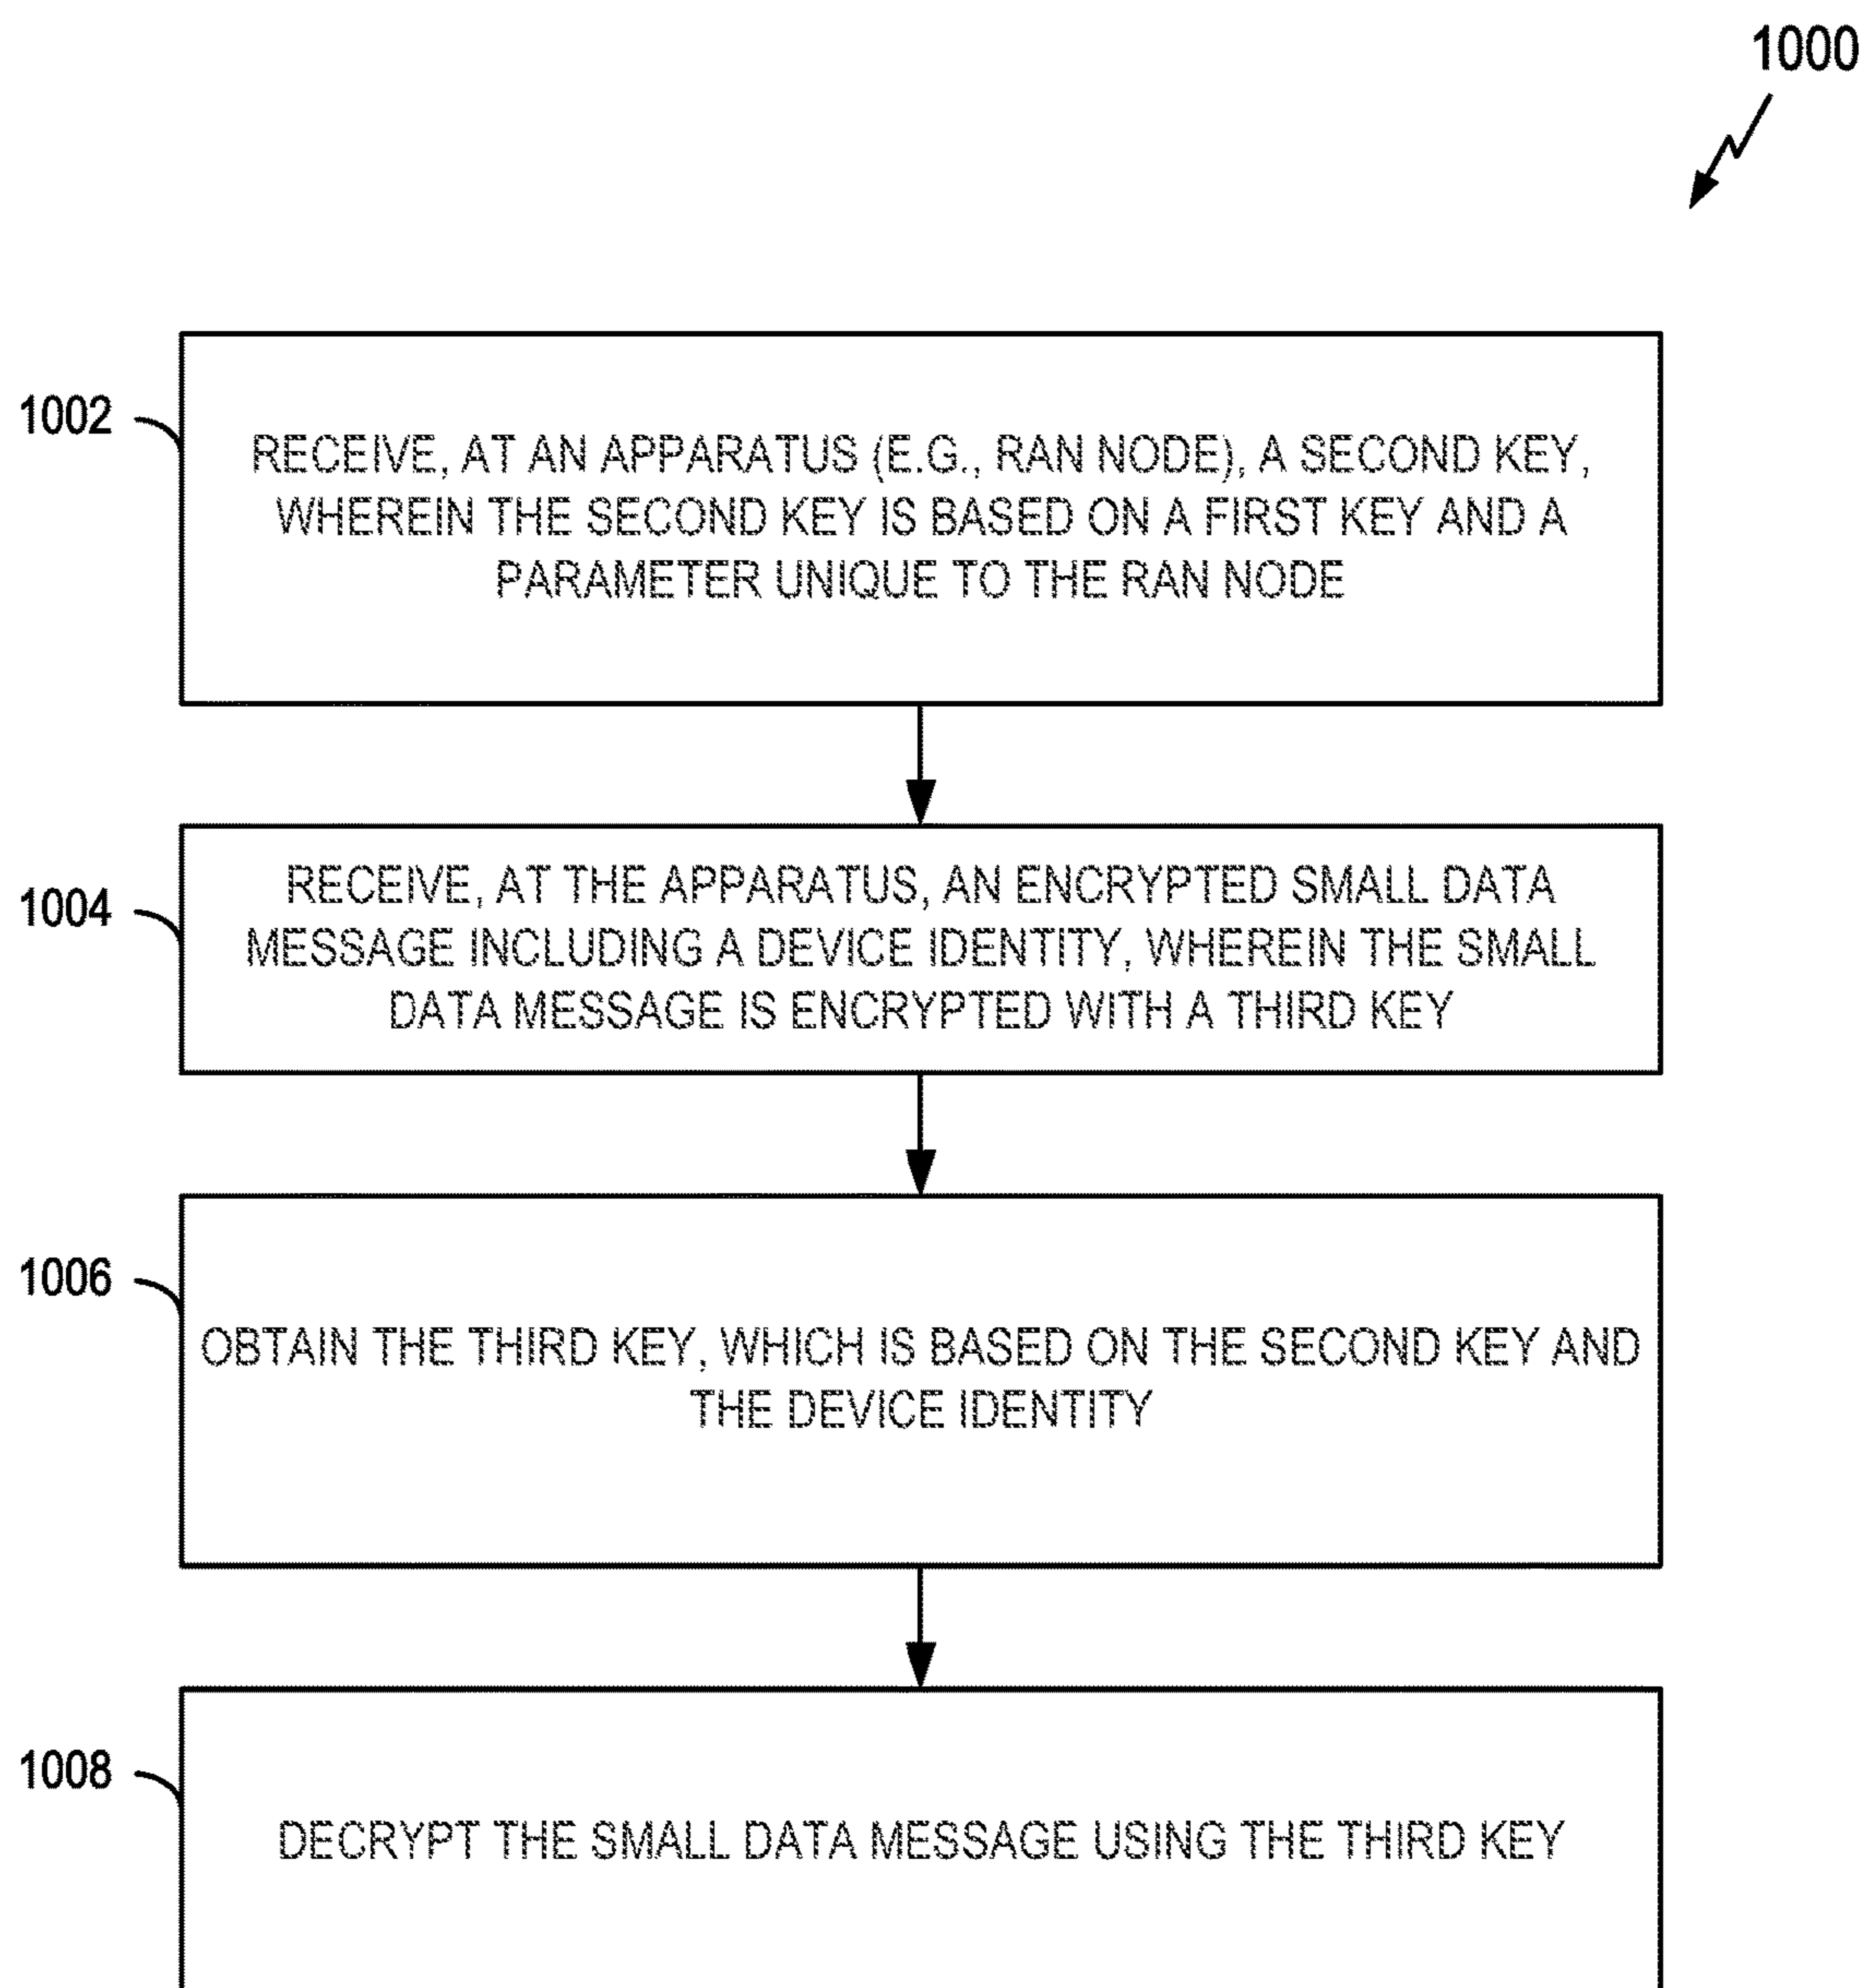 1000
1002
RECEIVE, AT AN APPARATUS (E.G., RAN NODE), A SECOND KEY,
WHEREIN THE SECOND KEY IS BASED ON A FIRST KEY AND A
PARAMETER UNIQUE TO THE RAN NODE
1004
RECEIVE, AT THE APPARATUS, AN ENCRYPTED SMALL DATA
MESSAGE INCLUDING A DEVICE IDENTITY, WHEREIN THE SMALL
DATA MESSAGE IS ENCRYPTED WITH A THIRD KEY
1006
OBTAIN THE THIRD KEY, WHICH IS BASED ON THE SECOND KEY AND
THE DEVICE IDENTITY
1008
DECRYPT THE SMALL DATA MESSAGE USING THE THIRD KEY